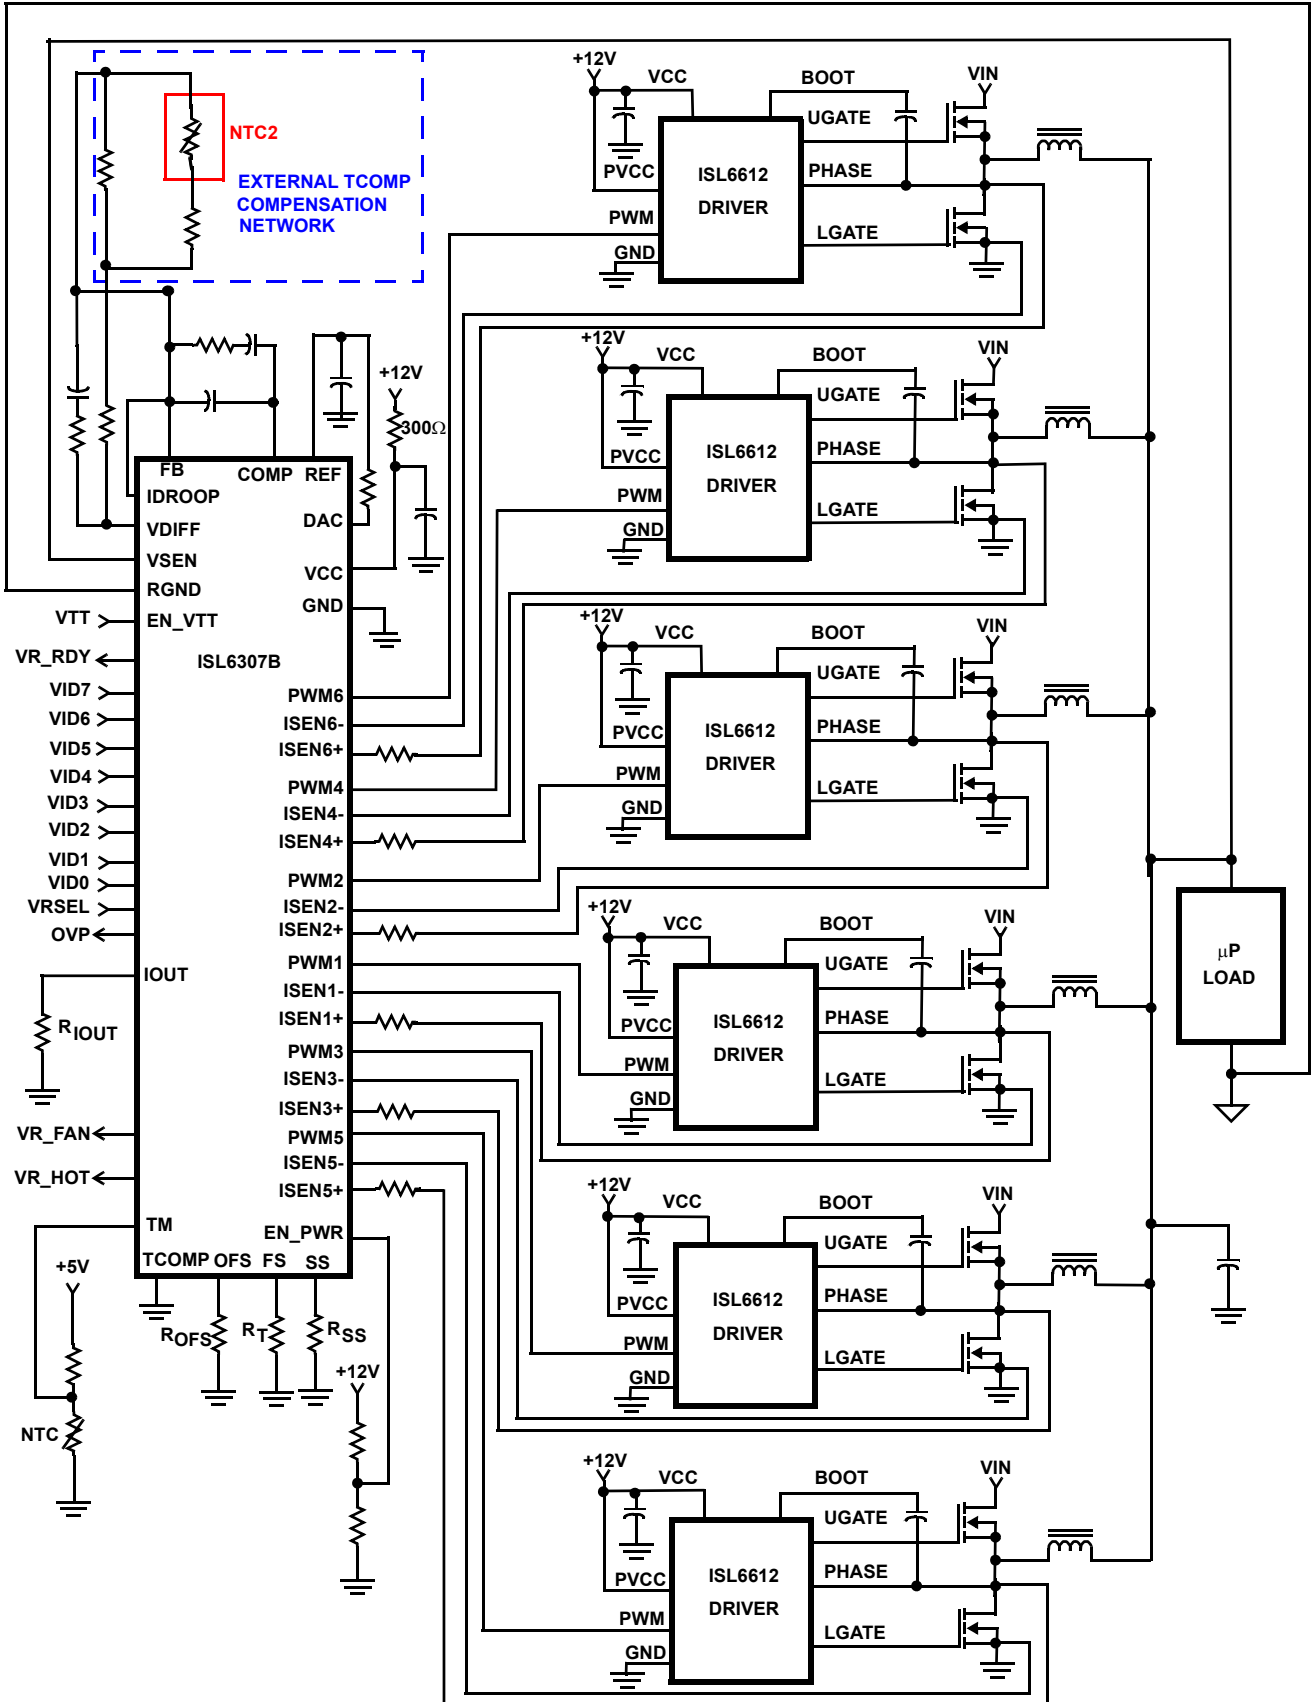 NTC2
EXTERNAL TCOMP
COMPENSATION
NETWORK
+12V
300Ω
FB
COMP
REF
IDROOP
VDIFF
VSEN
RGND
EN_VTT
DAC
VCC
GND
ISL6307B
VTT
VR_RDY
VID7
VID6
VID5
VID4
VID3
VID2
VID1
VID0
VRSEL
OVP
IOUT
RIOUT
VR_FAN
VR_HOT
TM
+5V
NTC
PWM6
ISEN6-
ISEN6+
PWM4
ISEN4-
ISEN4+
PWM2
ISEN2-
ISEN2+
PWM1
ISEN1-
ISEN1+
PWM3
ISEN3-
ISEN3+
PWM5
ISEN5-
ISEN5+
EN_PWR
TCOMP
OFS
FS
SS
ROFS
RT
RSS
+12V
+12V
VCC
BOOT
VIN
UGATE
PVCC
ISL6612
DRIVER
PHASE
PWM
LGATE
GND
+12V
VCC
BOOT
VIN
UGATE
PVCC
ISL6612
DRIVER
PHASE
PWM
LGATE
GND
+12V
VCC
BOOT
VIN
UGATE
PVCC
ISL6612
DRIVER
PHASE
PWM
LGATE
GND
+12V
VCC
BOOT
VIN
UGATE
PVCC
ISL6612
DRIVER
PHASE
PWM
LGATE
GND
+12V
VCC
BOOT
VIN
UGATE
PVCC
ISL6612
DRIVER
PHASE
PWM
LGATE
GND
+12V
VCC
BOOT
VIN
UGATE
PVCC
ISL6612
DRIVER
PHASE
PWM
LGATE
GND
µP
LOAD